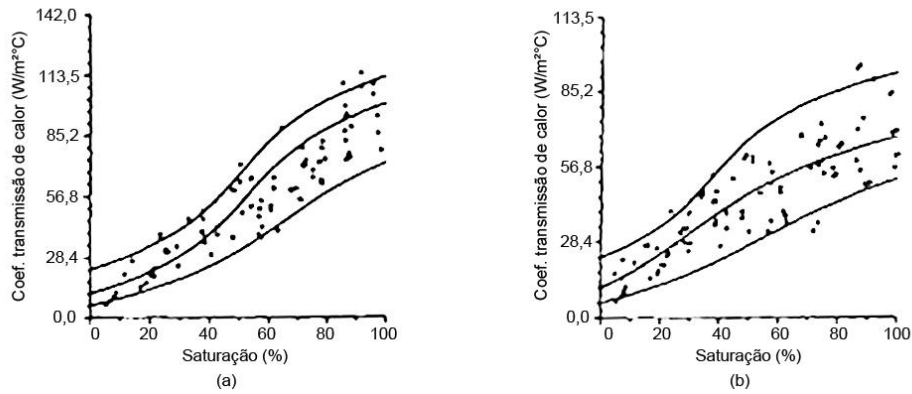 142,0
113,5
85,2
56,8
28,4
0,0
Coef. transmissão de calor (W/m²°C)
0 20 40 60 80 100
Saturação (%)
(a)
113,5
85,2
56,8
28,4
0,0
Coef. transmissão de calor (W/m²°C)
0 20 40 60 80 100
Saturação (%)
(b)